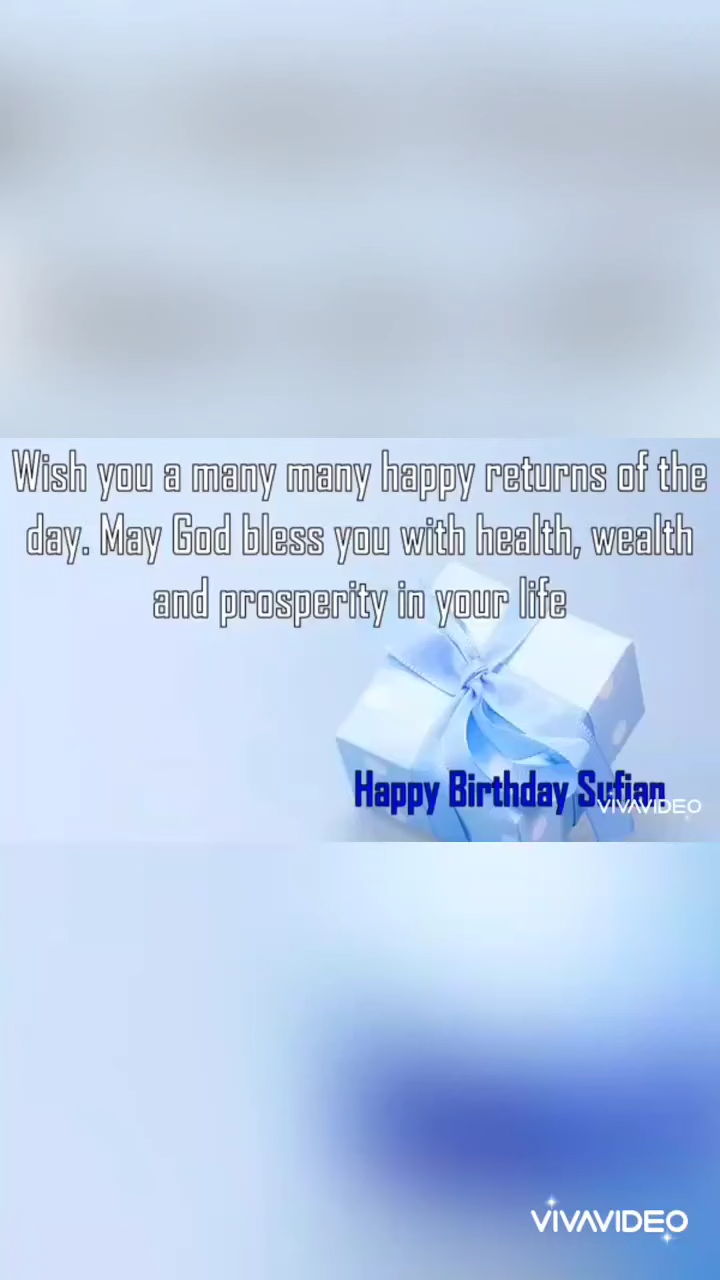 Wish you a many many happy returns of the
day. May God bless you with health, wealth
and prosperity in your life
Happy Birthday Sufian
VIVAVIDEO
VIVAVIDEO